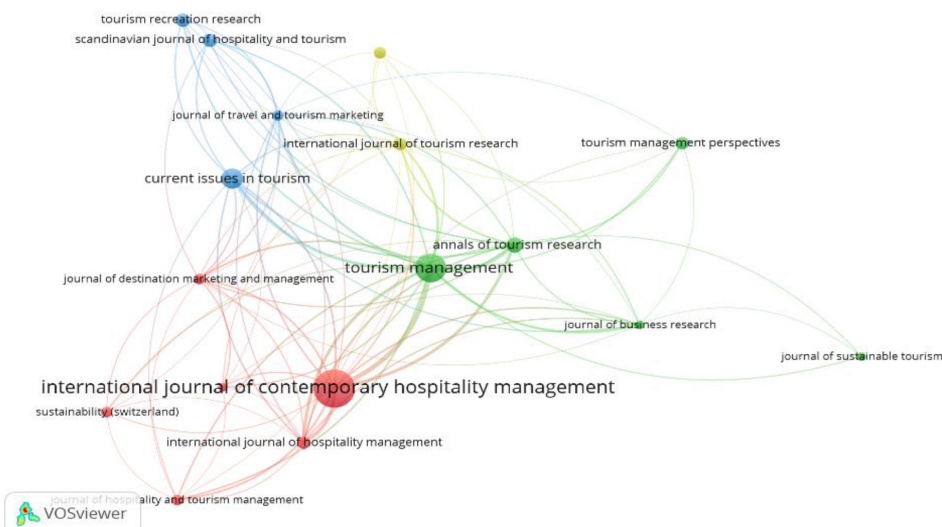 tourism recreation research
scandinavian journal of hospitality and tourism
journal of travel and tourism marketing
international journal of tourism research
tourism management perspectives
current issues in tourism
annals of tourism research
tourism management
journal of destination marketing and management
journal of business research
journal of sustainable tourism
international journal of contemporary hospitality management
sustainability (switzerland)
international journal of hospitality management
journal of hospitality and tourism management
VOSviewer